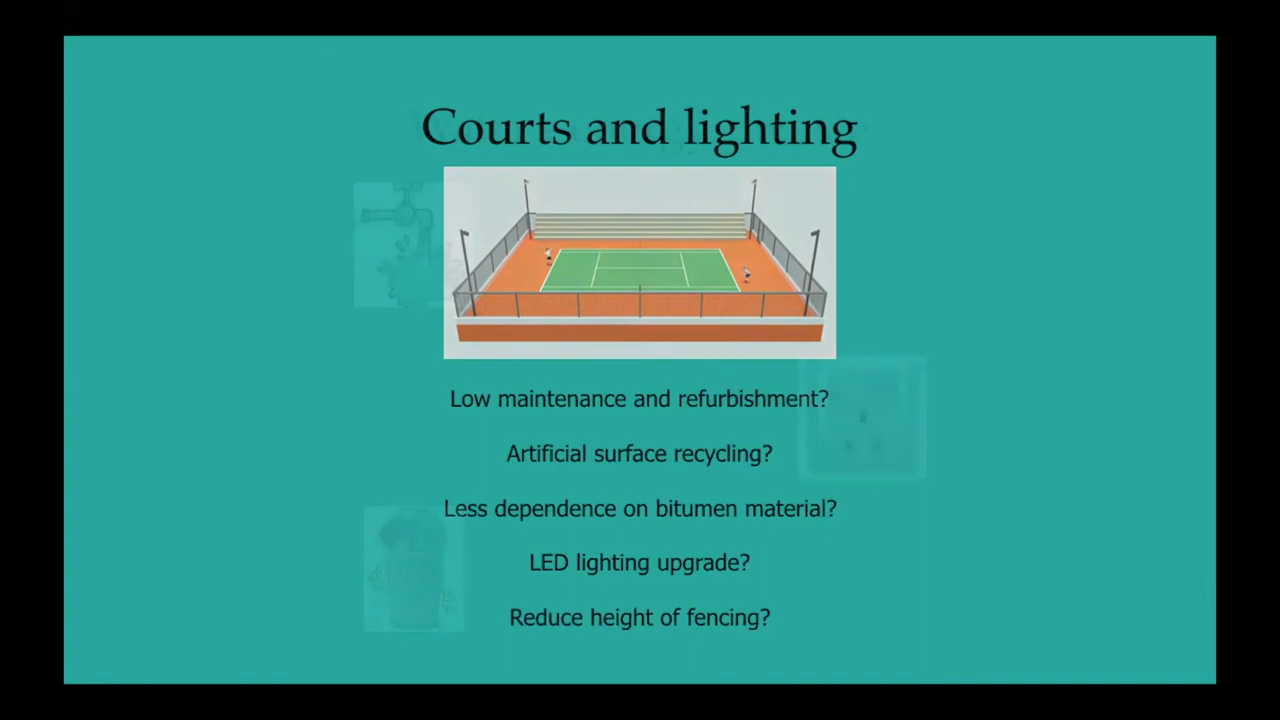 Courts and lighting
Low maintenance and refurbishment?
Artificial surface recycling?
Less dependence on bitumen material?
LED lighting upgrade?
Reduce height of fencing?